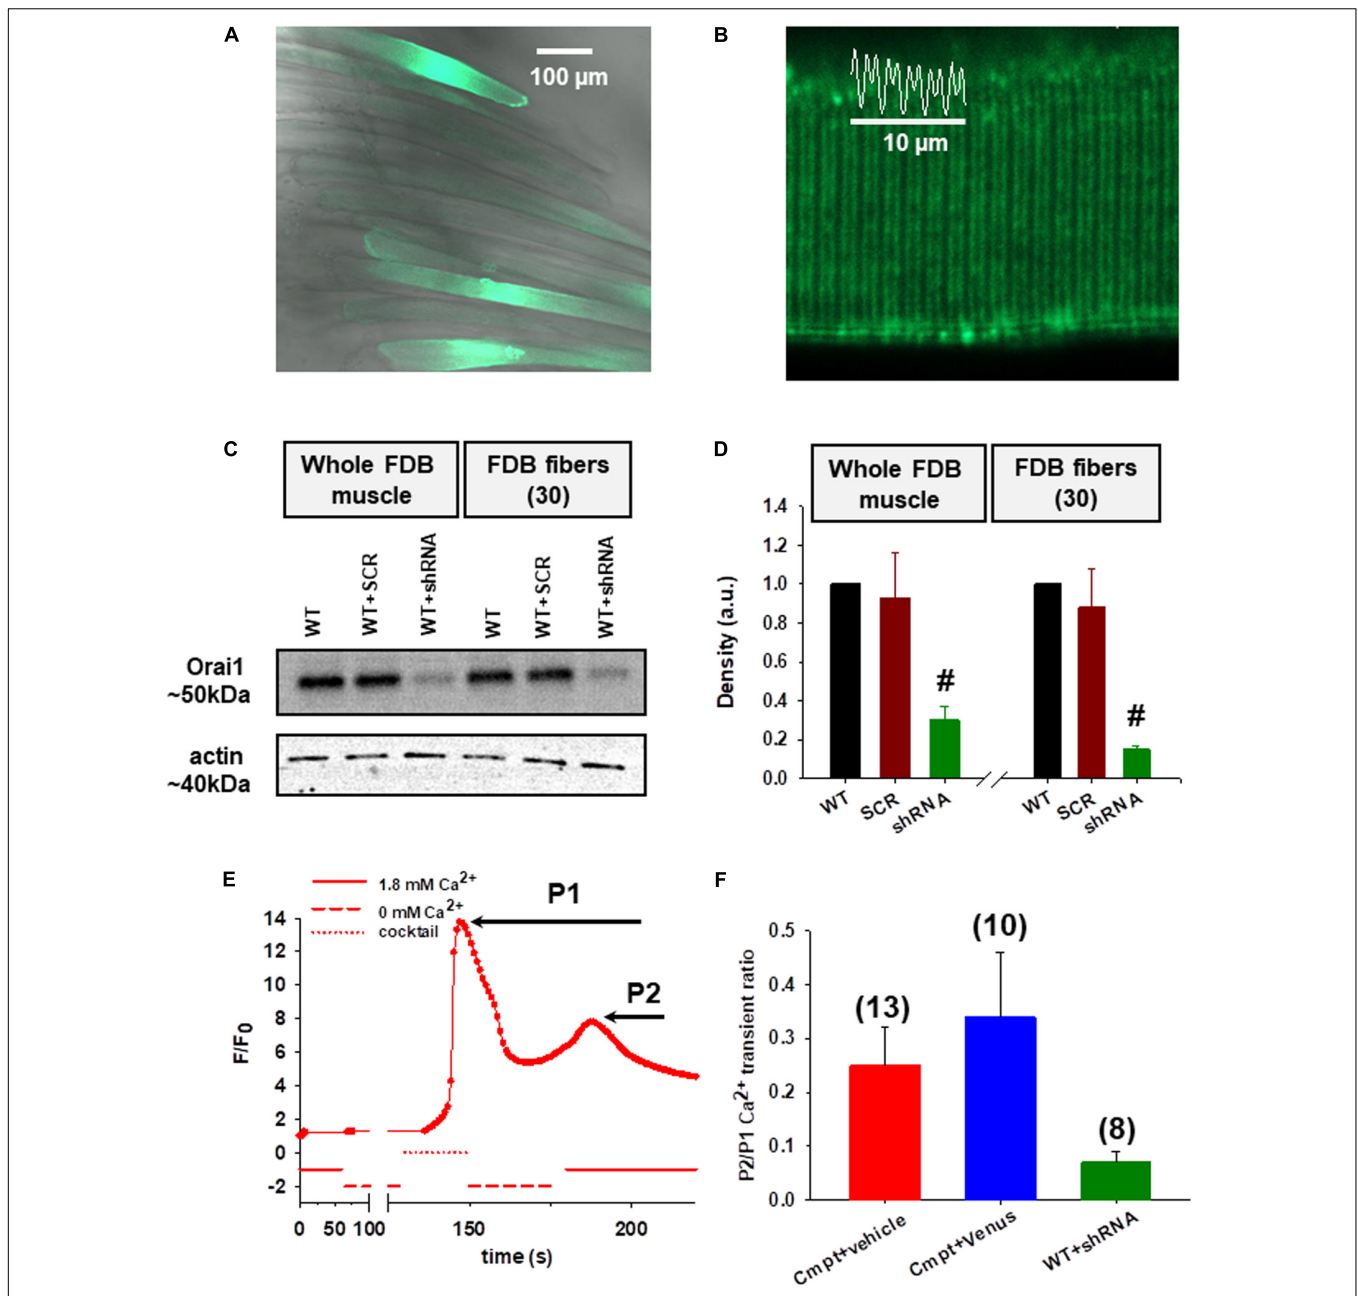 A
100 µm
B
10 µm
C
Whole FDB
muscle
FDB fibers
(30)
WT
WT+SCR
WT+shRNA
WT
WT+SCR
WT+shRNA
Orai1
~50kDa
actin
~40kDa
D
Whole FDB
muscle
FDB fibers
(30)
Density (a.u.)
1.4
1.2
1.0
0.8
0.6
0.4
0.2
0.0
#
#
WT
SCR
shRNA
WT
SCR
shRNA
E
1.8 mM Ca2+
0 mM Ca2+
cocktail
P1
P2
F/F0
14
12
10
8
6
4
2
0
-2
0 50 100 150 200
time (s)
F
P2/P1 Ca2+ transient ratio
0.5
0.4
0.3
0.2
0.1
0.0
(13)
(10)
(8)
Cmpt+vehicle
Cmpt+Venus
WT+shRNA